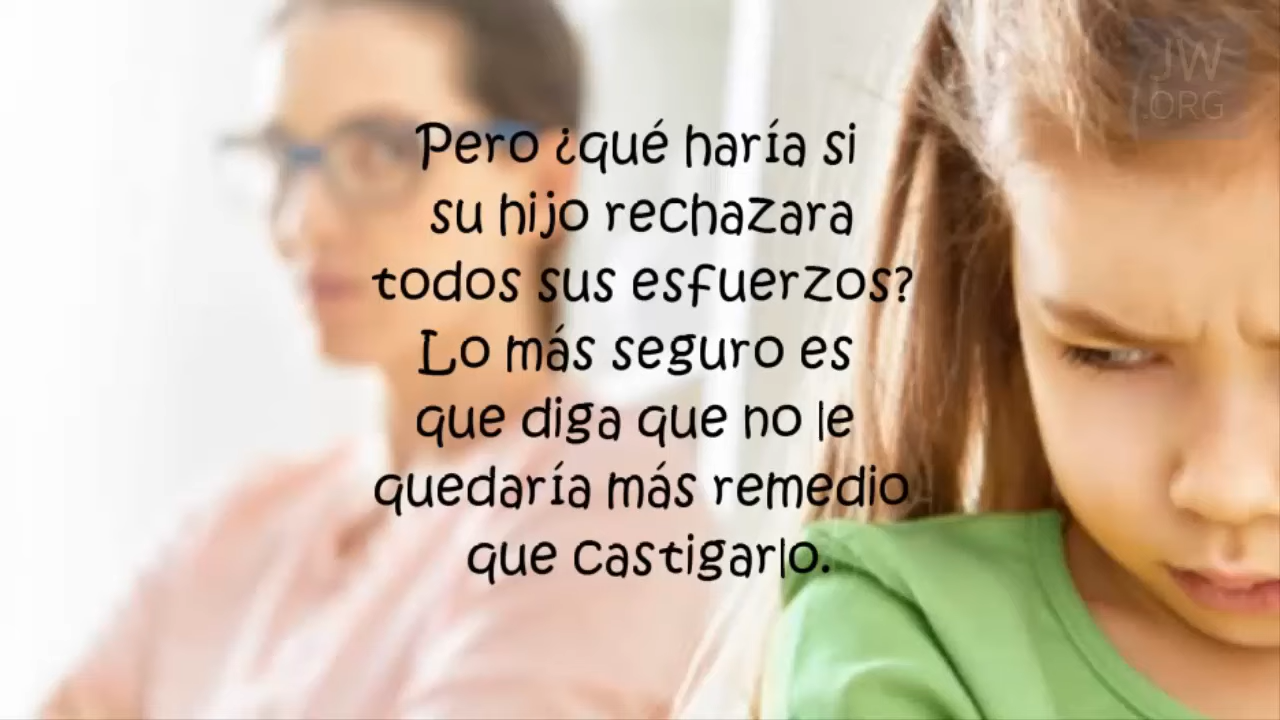 JW
.ORG
Pero ¿qué haría si
su hijo rechazara
todos sus esfuerzos?
Lo más seguro es
que diga que no le
quedaría más remedio
que castigarlo.